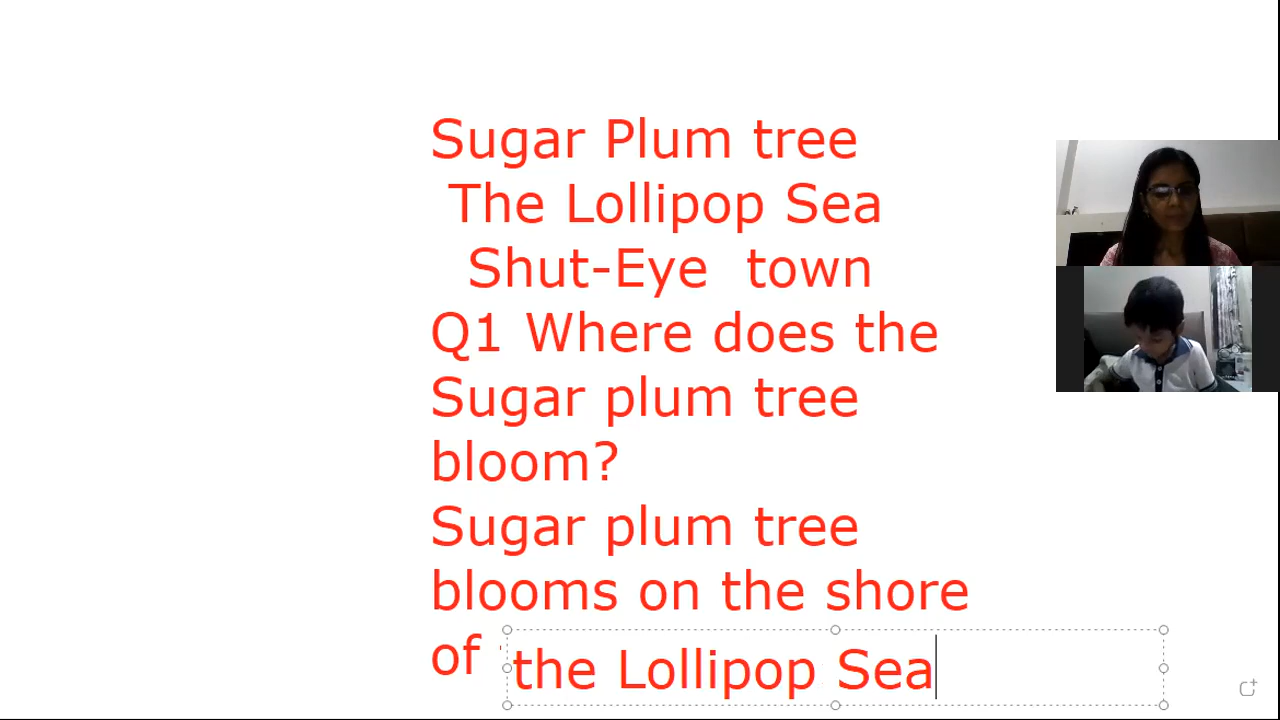 Sugar Plum tree
The Lollipop Sea
Shut-Eye town
Q1 Where does the
Sugar plum tree
bloom?
Sugar plum tree
blooms on the shore
of the Lollipop Sea